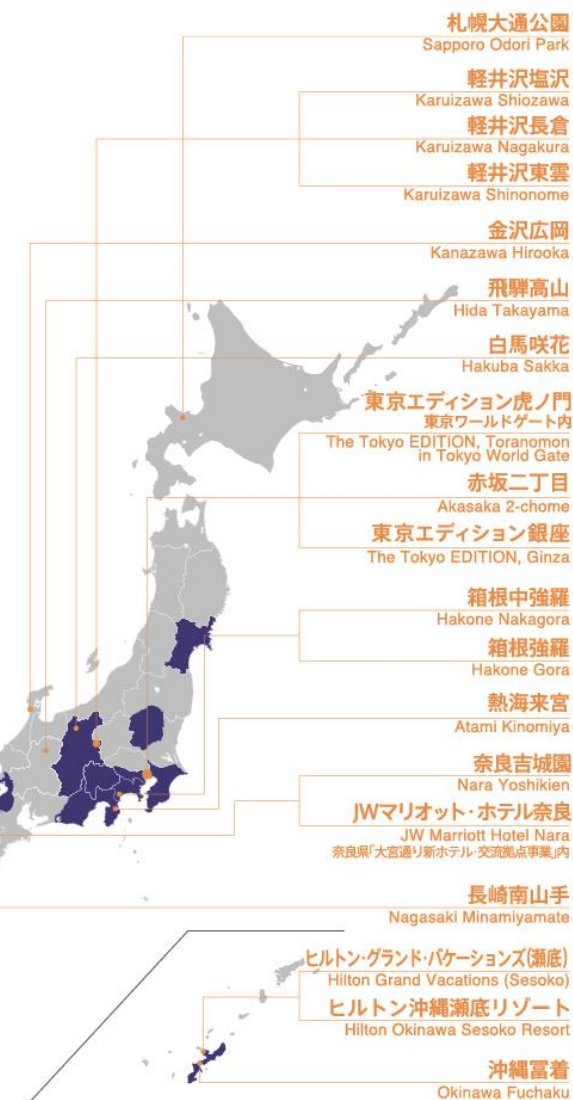 札幌大通公園
Sapporo Odori Park
軽井沢塩沢
Karuizawa Shiozawa
軽井沢長倉
Karuizawa Nagakura
軽井沢東雲
Karuizawa Shinonome
金沢広岡
Kanazawa Hirooka
飛騨高山
Hida Takayama
白馬咲花
Hakuba Sakka
東京エディション虎ノ門
東京ワールドゲート内
The Tokyo EDITION, Toranomon
in Tokyo World Gate
赤坂二丁目
Akasaka 2-chome
東京エディション銀座
The Tokyo EDITION, Ginza
箱根中強羅
Hakone Nakagora
箱根強羅
Hakone Gora
熱海来宮
Atami Kinomiya
奈良吉城園
Nara Yoshikien
JWマリオット・ホテル奈良
JW Marriott Hotel Nara
奈良県「大宮通り新ホテル・交流拠点事業」内
長崎南山手
Nagasaki Minamiyamate
ヒルトン・グランド・バケーションズ(瀬底)
Hilton Grand Vacations (Sesoko)
ヒルトン沖縄瀬底リゾート
Hilton Okinawa Sesoko Resort
沖縄冨着
Okinawa Fuchaku